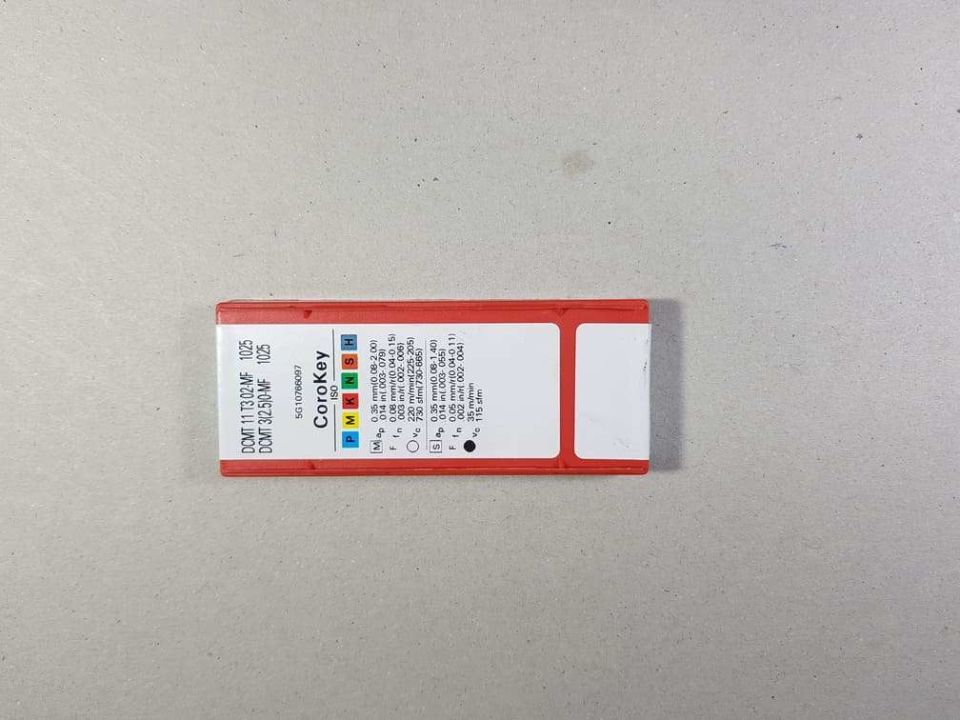 DCMT 11 T3 02-MF 1025
DCMT 3(2.5)0-MF 1025
5G10766097
CoroKey
ISO
P M K N S H
M ap 0.35 mm(0.08-2.00)
.014 in(.003-.079)
F fn 0.08 mm/r(0.04-0.15)
.003 in/r(.002-.006)
vc 220 m/min(225-205)
730 sfm(730-665)
S ap 0.35 mm(0.08-1.40)
.014 in(.003-.055)
F fn 0.05 mm/r(0.04-0.11)
.002 in/r(.002-.004)
vc 35 m/min
115 sfm